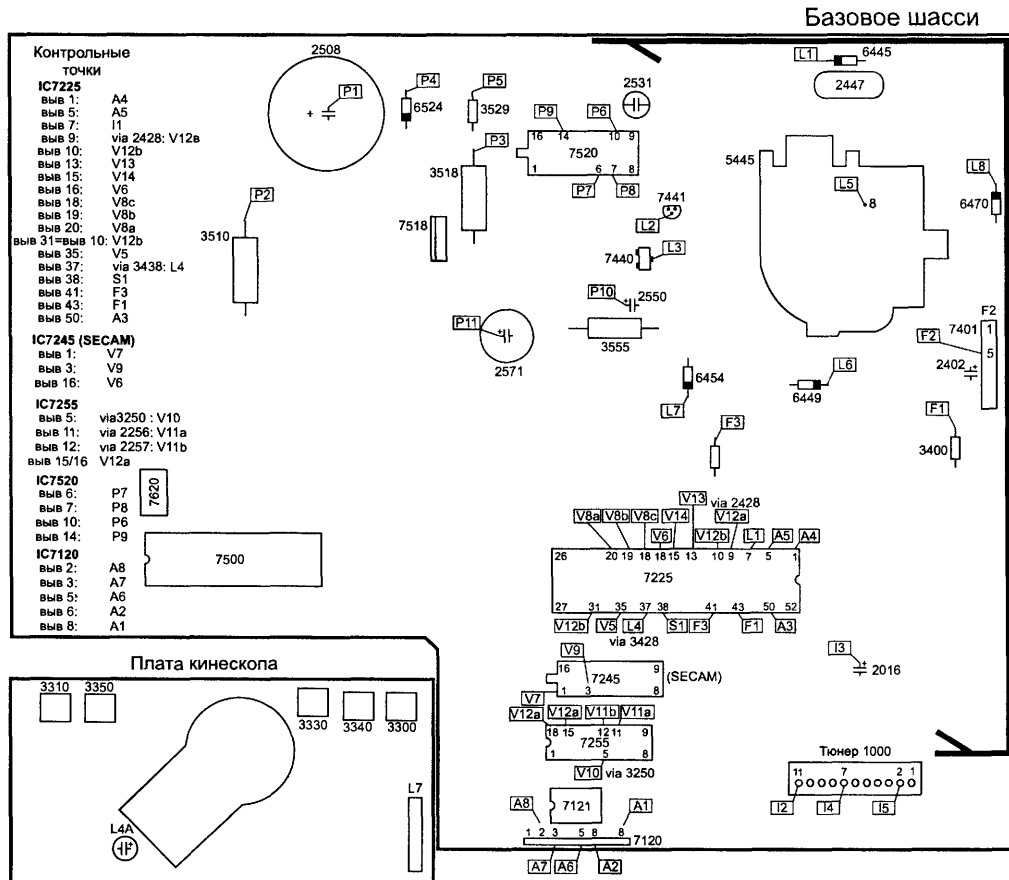 Базовое шасси
Контрольные
точки
IC7225
выв 1: A4
выв 5: A5
выв 7: I1
выв 9: via 2428: V12в
выв 10: V12b
выв 13: V13
выв 15: V14
выв 16: V6
выв 18: V8c
выв 19: V8b
выв 20: V8a
выв 31=выв 10: V12b
выв 35: V5
выв 37: via 3438: L4
выв 38: S1
выв 41: F3
выв 43: F1
выв 50: A3
IC7245 (SECAM)
выв 1: V7
выв 3: V9
выв 16: V6
IC7255
выв 5: via3250 : V10
выв 11: via 2256: V11a
выв 12: via 2257: V11b
выв 15/16 V12a
IC7520
выв 6: P7
выв 7: P8
выв 10: P6
выв 14: P9
IC7120
выв 2: A8
выв 3: A7
выв 5: A6
выв 6: A2
выв 8: A1
2508
P1
+
P4
6524
P5
3529
P3
3518
7518
P2
3510
2531
P9 P6
16 14 10 9
7520
1 6 7 8
P7 P8
7441
L2
7440
L3
P10
2550
3555
P11
2571
L1
6445
2447
5445
L5
8
L8
6470
F2
7401
1
5
F2
2402
6454
L7
L6
6449
F1
3400
F3
7620
7500
V13 via 2428
V8a V8b V8c V14 V12a
V6 V12b L1 A5 A4
26 20 19 18 18 15 13 10 9 7 5 1
7225
27 31 35 37 38 41 43 50 52
V12b V5 L4 S1 F3 F1 A3
via 3428
V9
16 9
7245
(SECAM)
1 3 8
V7
V12a V12a V11b V11a
18 15 12 11 9
7255
1 5 8
V10 via 3250
7121
A8 A1
1 2 3 5 8 8
7120
A7 A6 A2
I3
2016
Тюнер 1000
11 7 2 1
I2 I4 I5
Плата кинескопа
3310 3350
3330 3340 3300
L4A
L7